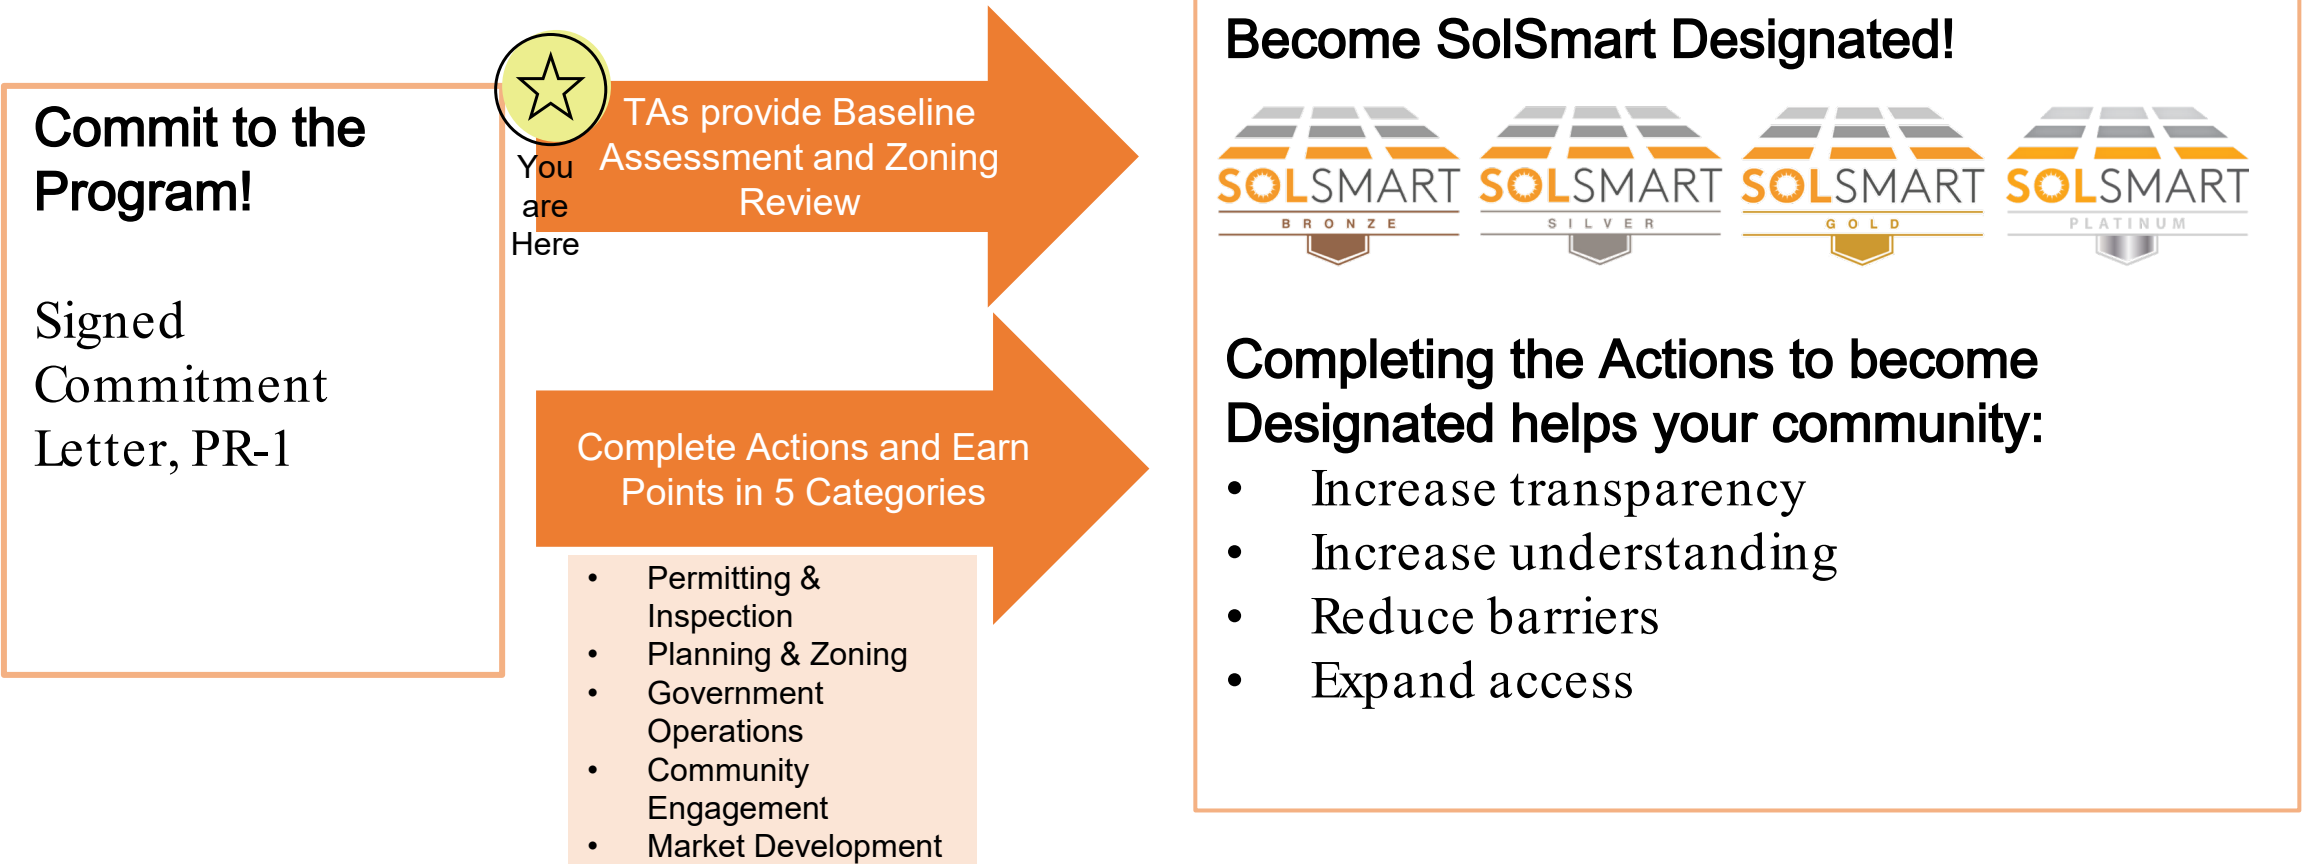 Commit to the
Program!
Signed
Commitment
Letter, PR-1
You
are
Here
TAs provide Baseline
Assessment and Zoning
Review
Complete Actions and Earn
Points in 5 Categories
• Permitting &
Inspection
• Planning & Zoning
• Government
Operations
• Community
Engagement
• Market Development
Become SolSmart Designated!
SOLSMART
BRONZE
SOLSMART
SILVER
SOLSMART
GOLD
SOLSMART
PLATINUM
Completing the Actions to become
Designated helps your community:
• Increase transparency
• Increase understanding
• Reduce barriers
• Expand access